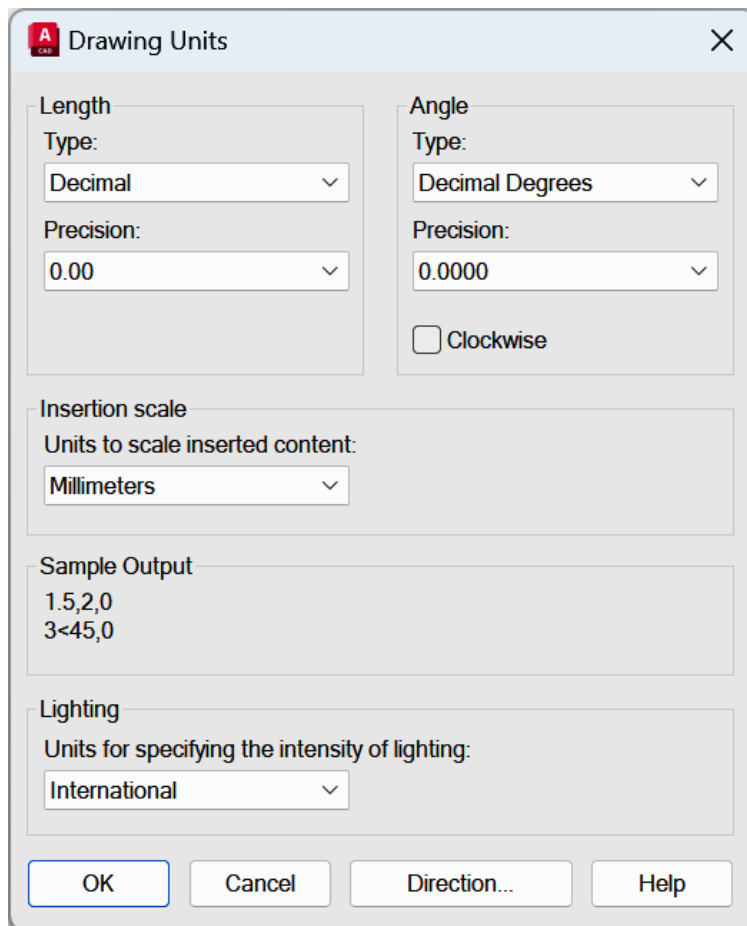 A
CAD
Drawing Units
Length
Type:
Decimal
Precision:
0.00
Angle
Type:
Decimal Degrees
Precision:
0.0000
Clockwise
Insertion scale
Units to scale inserted content:
Millimeters
Sample Output
1.5,2,0
3<45,0
Lighting
Units for specifying the intensity of lighting:
International
OK
Cancel
Direction...
Help